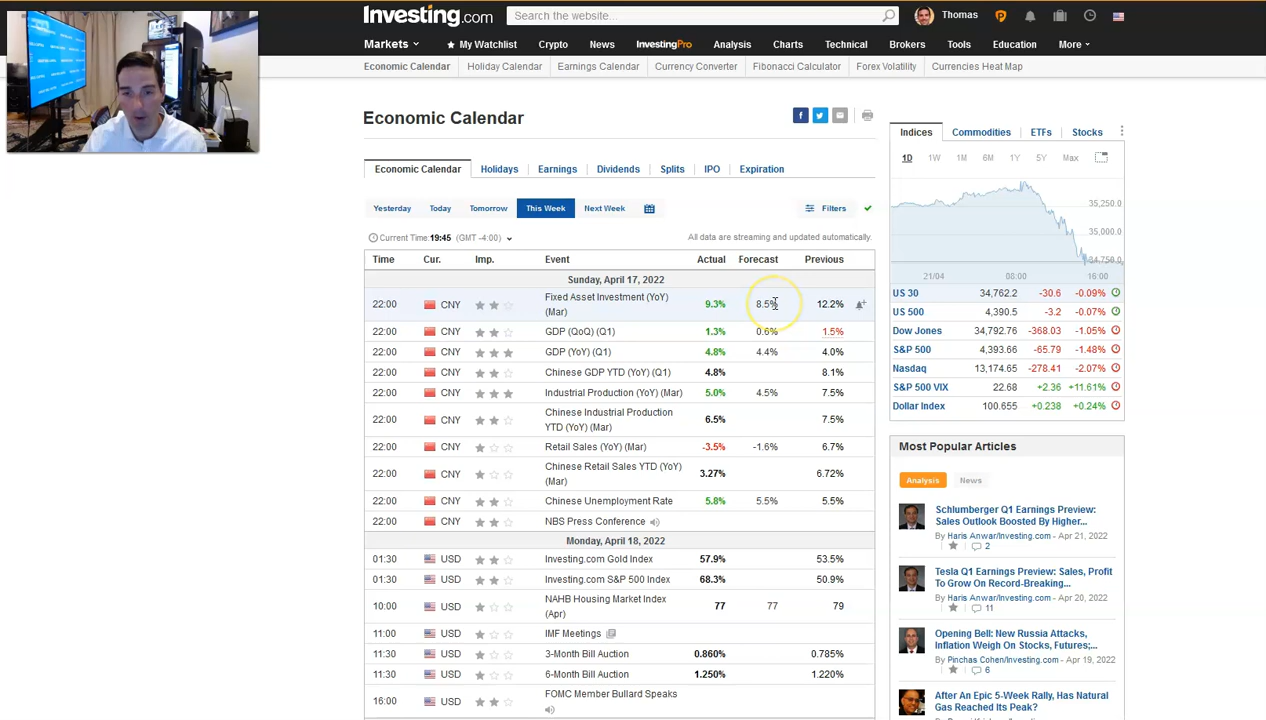 Investing.com
Search the website...
Thomas
Markets
My Watchlist
Crypto
News
InvestingPro
Analysis
Charts
Technical
Brokers
Tools
Education
More
Economic Calendar
Holiday Calendar
Earnings Calendar
Currency Converter
Fibonacci Calculator
Forex Volatility
Currencies Heat Map
Economic Calendar
Economic Calendar Holidays Earnings Dividends Splits IPO Expiration
Yesterday Today Tomorrow This Week Next Week Filters
Current Time: 19:45 (GMT -4:00) All data are streaming and updated automatically.
Time Cur. Imp. Event Actual Forecast Previous
Sunday, April 17, 2022
22:00 CNY Fixed Asset Investment (YoY) 9.3% 8.5% 12.2%
(Mar)
22:00 CNY GDP (QoQ) (Q1) 1.3% 0.6% 1.5%
22:00 CNY GDP (YoY) (Q1) 4.8% 4.4% 4.0%
22:00 CNY Chinese GDP YTD (YoY) (Q1) 4.8% 8.1%
22:00 CNY Industrial Production (YoY) (Mar) 5.0% 4.5% 7.5%
22:00 CNY Chinese Industrial Production 6.5% 7.5%
YTD (YoY) (Mar)
22:00 CNY Retail Sales (YoY) (Mar) -3.5% -1.6% 6.7%
22:00 CNY Chinese Retail Sales YTD (YoY) 3.27% 6.72%
(Mar)
22:00 CNY Chinese Unemployment Rate 5.8% 5.5% 5.5%
22:00 CNY NBS Press Conference
Monday, April 18, 2022
01:30 USD Investing.com Gold Index 57.9% 53.5%
01:30 USD Investing.com S&P 500 Index 68.3% 50.9%
10:00 USD NAHB Housing Market Index 77 77 79
(Apr)
11:00 USD IMF Meetings
11:30 USD 3-Month Bill Auction 0.860% 0.785%
11:30 USD 6-Month Bill Auction 1.250% 1.220%
16:00 USD FOMC Member Bullard Speaks
Indices Commodities ETFs Stocks
1D 1W 1M 6M 1Y 5Y Max
35,250.0
35,000.0
34,750.0
21/04 08:00 16:00
US 30 34,762.2 -30.6 -0.09%
US 500 4,390.5 -3.2 -0.07%
Dow Jones 34,792.76 -368.03 -1.05%
S&P 500 4,393.66 -65.79 -1.48%
Nasdaq 13,174.65 -278.41 -2.07%
S&P 500 VIX 22.68 +2.36 +11.61%
Dollar Index 100.655 +0.238 +0.24%
Most Popular Articles
Analysis News
Schlumberger Q1 Earnings Preview:
Sales Outlook Boosted By Higher...
By Haris Anwar/Investing.com - Apr 21, 2022
2
Tesla Q1 Earnings Preview: Sales, Profit
To Grow On Record-Breaking...
By Haris Anwar/Investing.com - Apr 20, 2022
11
Opening Bell: New Russia Attacks,
Inflation Weigh On Stocks, Futures;...
By Pinchas Cohen/Investing.com - Apr 19, 2022
6
After An Epic 5-Week Rally, Has Natural
Gas Reached Its Peak?